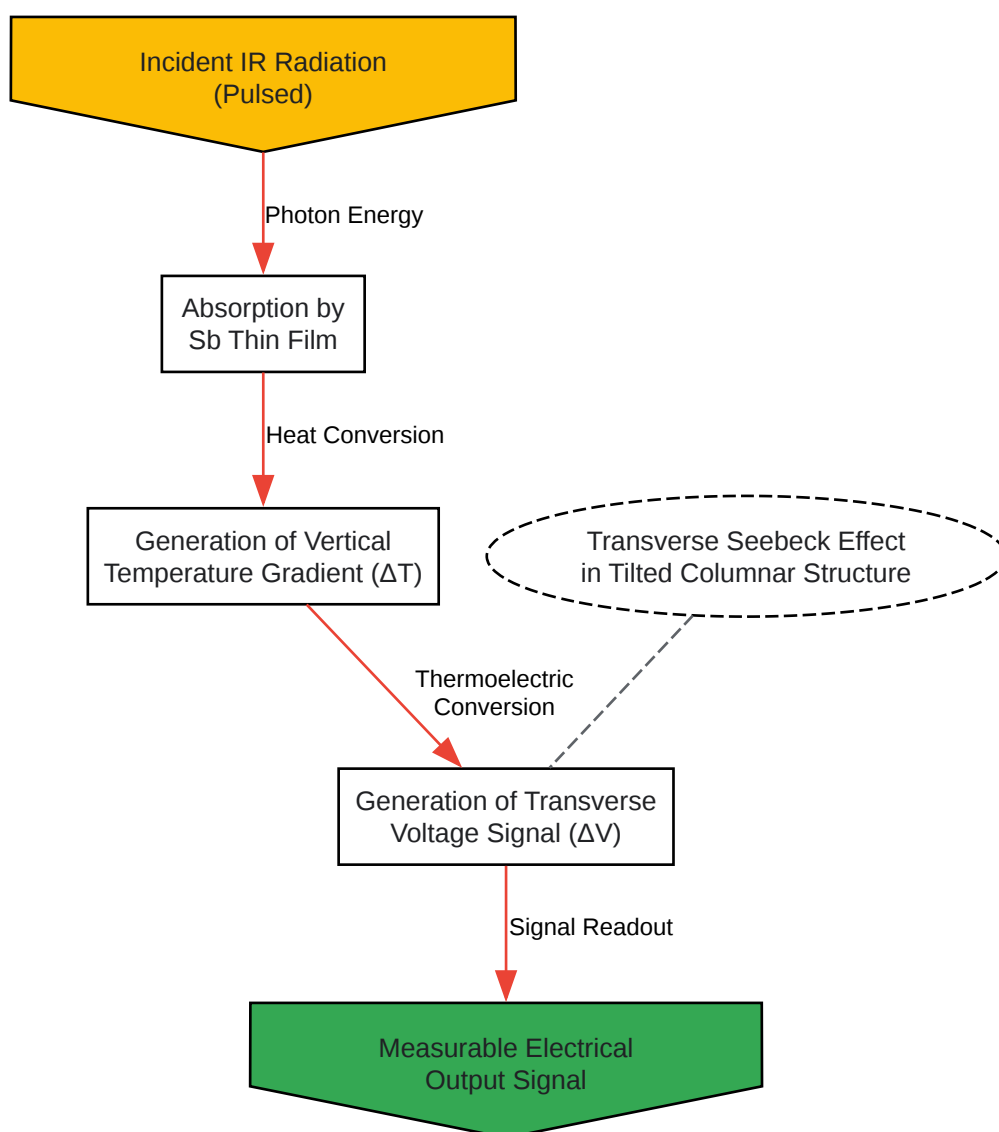 Incident IR Radiation
(Pulsed)
Photon Energy
Absorption by
Sb Thin Film
Heat Conversion
Generation of Vertical
Temperature Gradient (ΔT)
Transverse Seebeck Effect
in Tilted Columnar Structure
Thermoelectric
Conversion
Generation of Transverse
Voltage Signal (ΔV)
Signal Readout
Measurable Electrical
Output Signal